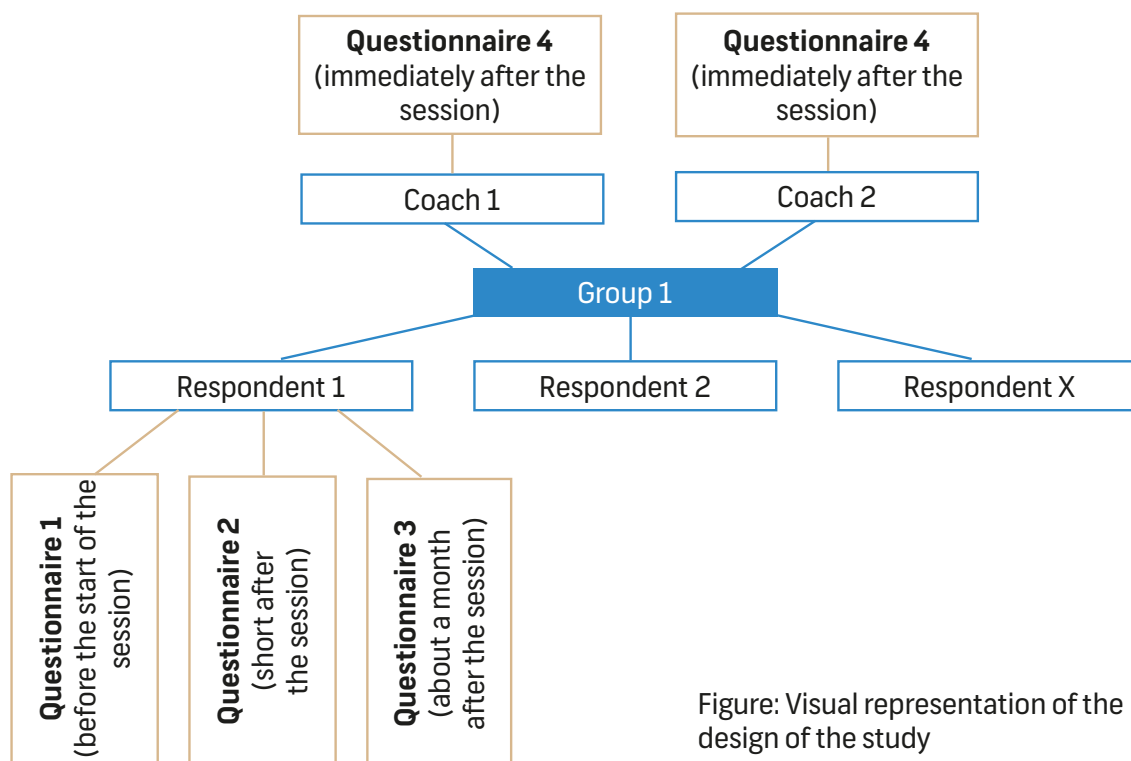 Questionnaire 4
(immediately after the
session)
Questionnaire 4
(immediately after the
session)
Coach 1
Coach 2
Group 1
Respondent 1
Respondent 2
Respondent X
Questionnaire 1
(before the start of the
session)
Questionnaire 2
(short after
the session)
Questionnaire 3
(about a month
after the session)
Figure: Visual representation of the
design of the study